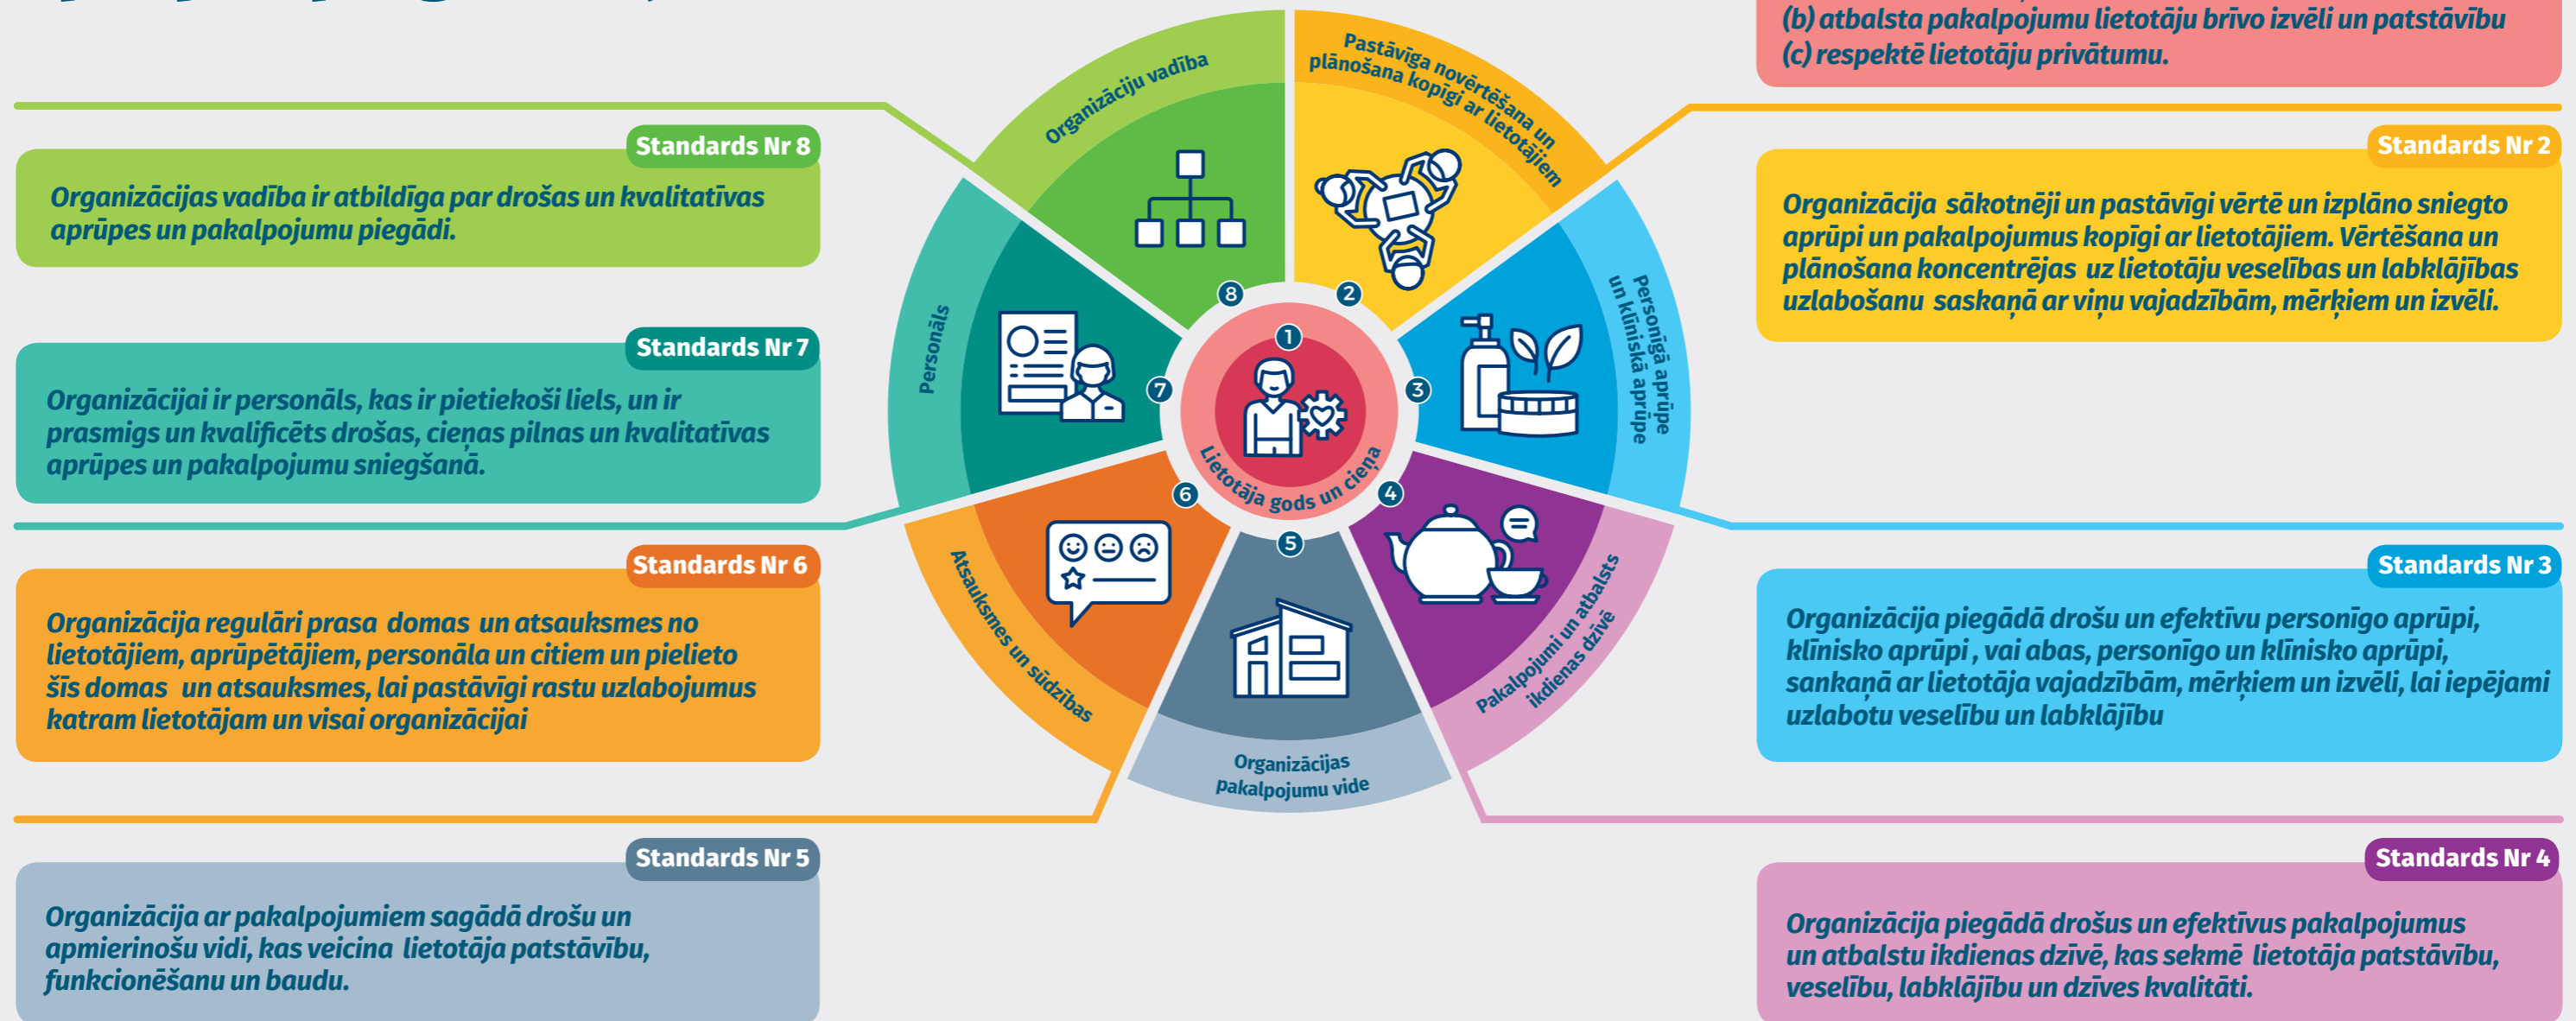 (b) atbalsta pakalpojumu lietotāju brīvo izvēli un patstāvību
(c) respektē lietotāju privātumu.
Standards Nr 8
Organizācijas vadība ir atbildīga par drošas un kvalitatīvas
aprūpes un pakalpojumu piegādi.
Standards Nr 7
Organizācijai ir personāls, kas ir pietiekoši liels, un ir
prasmigs un kvalificēts drošas, cieņas pilnas un kvalitatīvas
aprūpes un pakalpojumu sniegšanā.
Standards Nr 6
Organizācija regulāri prasa domas un atsauksmes no
lietotājiem, aprūpētājiem, personāla un citiem un pielieto
šīs domas un atsauksmes, lai pastāvīgi rastu uzlabojumus
katram lietotājam un visai organizācijai
Standards Nr 5
Organizācija ar pakalpojumiem sagādā drošu un
apmierinošu vidi, kas veicina lietotāja patstāvību,
funkcionēšanu un baudu.
Organizāciju vadība
Pastāvīga novērtēšana un
plānošana kopīgi ar lietotājiem
Personāls
Personīgā aprūpe
un klīniskā aprūpe
8
2
1
7
3
Lietotāja gods un cieņa
6
4
5
Atsauksmes un sūdzības
Pakalpojumi un atbalsts
ikdienas dzīvē
Organizācijas
pakalpojumu vide
Standards Nr 2
Organizācija sākotnēji un pastāvīgi vērtē un izplāno sniegto
aprūpi un pakalpojumus kopīgi ar lietotājiem. Vērtēšana un
plānošana koncentrējas uz lietotāju veselības un labklājības
uzlabošanu saskaņā ar viņu vajadzībām, mērķiem un izvēli.
Standards Nr 3
Organizācija piegādā drošu un efektīvu personīgo aprūpi,
klīnisko aprūpi , vai abas, personīgo un klīnisko aprūpi,
sankaņā ar lietotāja vajadzībām, mērķiem un izvēli, lai iepējami
uzlabotu veselību un labklājību
Standards Nr 4
Organizācija piegādā drošus un efektīvus pakalpojumus
un atbalstu ikdienas dzīvē, kas sekmē lietotāja patstāvību,
veselību, labklājību un dzīves kvalitāti.